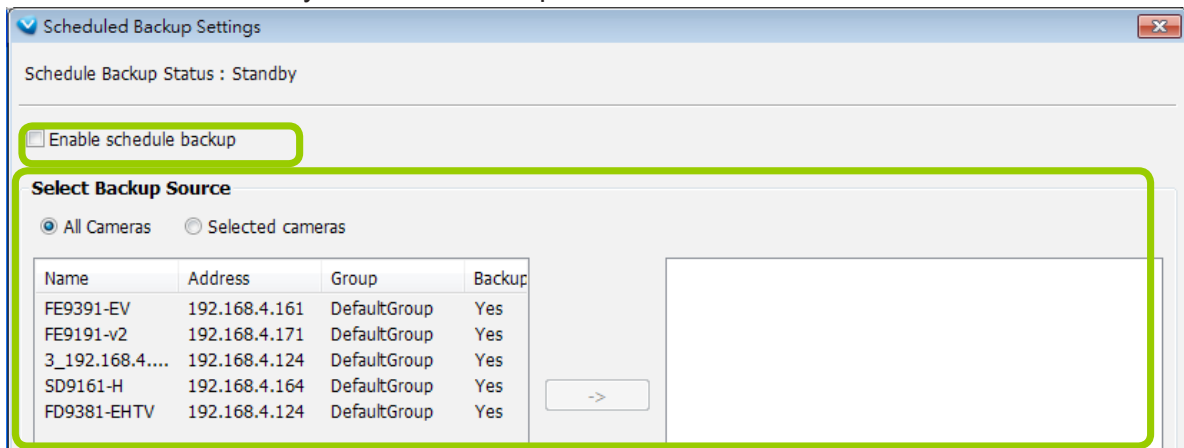 Scheduled Backup Settings
Schedule Backup Status : Standby
Enable schedule backup
Select Backup Source
All Cameras Selected cameras
Name Address Group Backup
FE9391-EV 192.168.4.161 DefaultGroup Yes
FE9191-v2 192.168.4.171 DefaultGroup Yes
3_192.168.4.... 192.168.4.124 DefaultGroup Yes
SD9161-H 192.168.4.164 DefaultGroup Yes
->
FD9381-EHTV 192.168.4.124 DefaultGroup Yes